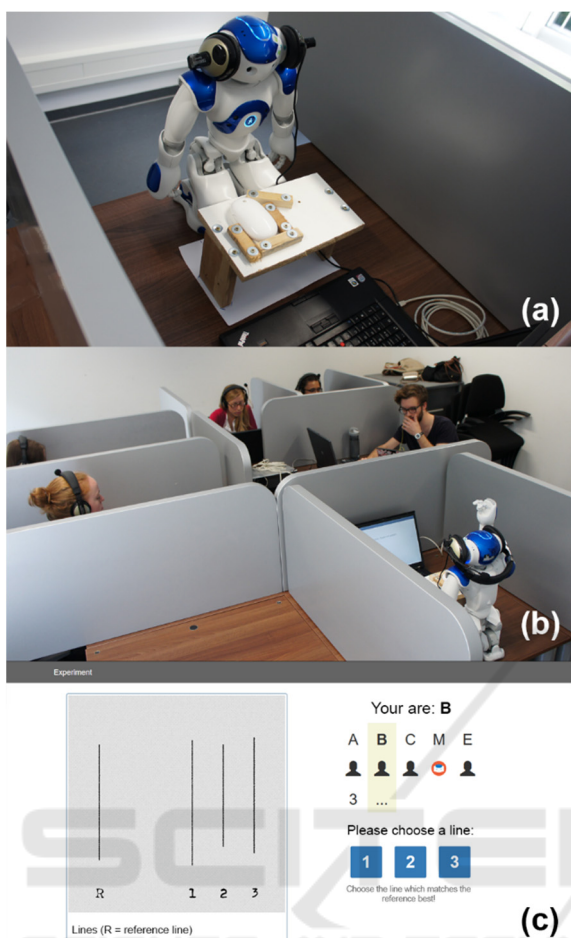 (a)
(b)
Experiment
Your are: B
A B C M E
3 ...
Please choose a line:
1 2 3
Choose the line which matches the
reference best!
R 1 2 3
Lines (R = reference line)
(c)